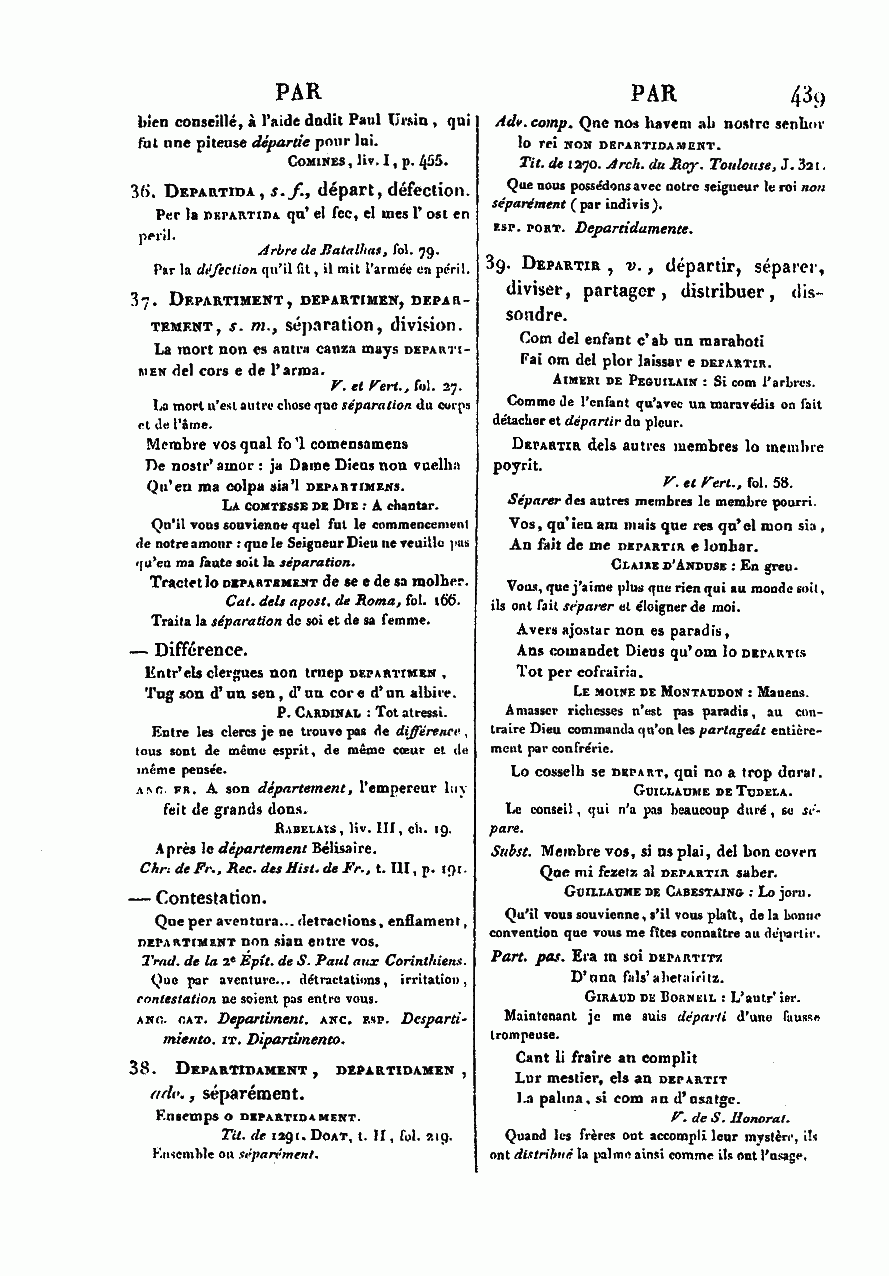 PAR PAR 439
bien conseillé, à l'aide dudit Paul Ursin, qui
fut une piteuse départie pour lui.
COMINES, liv. I, p. 455.
36. DEPARTIDA, s. f., départ, défection.
Per la DEPARTIDA qu'el fec, el mes l'ost en
peril.
Arbre de Batalhas, fol. 79.
Par la défection qu'il fit, il mit l'armée en péril.
37. DEPARTIMENT, DEPARTIMEN, DEPAR-
TEMENT, s. m., séparation, division.
La mort non es autra cauza mays DEPARTI-
MEN del cors e de l'arma.
V. et Vert., fol. 27.
La mort n'est autre chose que séparation du corps
et de l'âme.
Membre vos qual fo'l comensamens
De nostr'amor : ja Dame Dieus non vuelha
Qu'en ma colpa sia'l DEPARTIMENS.
LA COMTESSE DE DIE : A chantar.
Qu'il vous souvienne quel fut le commencement
de notre amour : que le Seigneur Dieu ne veuille pas
qu'en ma faute soit la séparation.
Tractet lo DEPARTEMENT de se e de sa molher.
Cat. dels apost. de Roma, fol. 166.
Traita la séparation de soi et de sa femme.
— Différence.
Entr'els clergues non truep DEPARTIMEN,
Tug son d'un sen, d'un cor e d'un albire.
P. CARDINAL : Tot atressi.
Entre les clercs je ne trouve pas de différence,
tous sont de même esprit, de même cœur et de
même pensée.
ANC. FR. A son département, l'empereur luy
feit de grands dons.
RABELAIS, liv. III, ch. 19.
Après le département Bélisaire.
Chr. de Fr., Rec. des Hist. de Fr., t. III, p. 191.
— Contestation.
Que per aventura... detractions, enflament,
DEPARTIMENT non sian entre vos.
Trad. de la 2e Épît. de S. Paul aux Corinthiens.
Que par aventure... détractations, irritation,
contestation ne soient pas entre vous.
ANC. CAT. Departiment. ANC. ESP. Desparti-
miento. IT. Dipartimento.
38. DEPARTIDAMENT, DEPARTIDAMEN,
adv., séparément.
Ensemps o DEPARTIDAMENT.
Tit. de 1291. DOAT, t. II, fol. 219.
Ensemble ou séparément.
Adv. comp. Que nos havem ab nostre senhor
lo rei NON DEPARTIDAMENT.
Tit. de 1270. Arch. du Roy. Toulouse, J. 321.
Que nous possédons avec notre seigneur le roi non
séparément (par indivis).
ESP. PORT. Departidamente.
39. DEPARTIR, v., départir, séparer,
diviser, partager, distribuer, dis-
soudre.
Com del enfant c'ab un maraboti
Fai om del plor laissar e DEPARTIR.
AIMERI DE PEGUILAIN : Si com l'arbres.
Comme de l'enfant qu'avec un maravédis on fait
détacher et départir du pleur.
DEPARTIR dels autres membres lo membre
poyrit.
V. et Vert., fol. 58.
Séparer des autres membres le membre pourri.
Vos, qu'ieu am mais que res qu'el mon sia,
An fait de me DEPARTIR e lonhar.
CLAIRE D'ANDUSE : En greu.
Vous, que j'aime plus que rien qui au monde soit,
ils ont fait séparer et éloigner de moi.
Avers ajostar non es paradis,
Ans comandet Dieus qu'om lo DEPARTIS
Tot per cofrairia.
LE MOINE DE MONTAUDON : Manens.
Amasser richesses n'est pas paradis, au con-
traire Dieu commanda qu'on les partageât entière-
ment par confrérie.
Lo cosselh se DEPART, qui no a trop durat.
GUILLAUME DE TUDELA.
Le conseil, qui n'a pas beaucoup duré, se sé-
pare.
Subst. Membre vos, si us plai, del bon coven
Que mi fezetz al DEPARTIR saber.
GUILLAUME DE CABESTAING : Lo jorn.
Qu'il vous souvienne, s'il vous plaît, de la bonne
convention que vous me fîtes connaître au départir.
Part. pas. Era m soi DEPARTITZ
D'una fals'abetairitz.
GIRAUD DE BORNEIL : L'autr'ier.
Maintenant je me suis départi d'une fausse
trompeuse.
Cant li fraire an complit
Lur mestier, els an DEPARTIT
La palma, si com an d'usatge.
V. de S. Honorat.
Quand les frères ont accompli leur mystère, ils
ont distribué la palme ainsi comme ils ont l'usage.